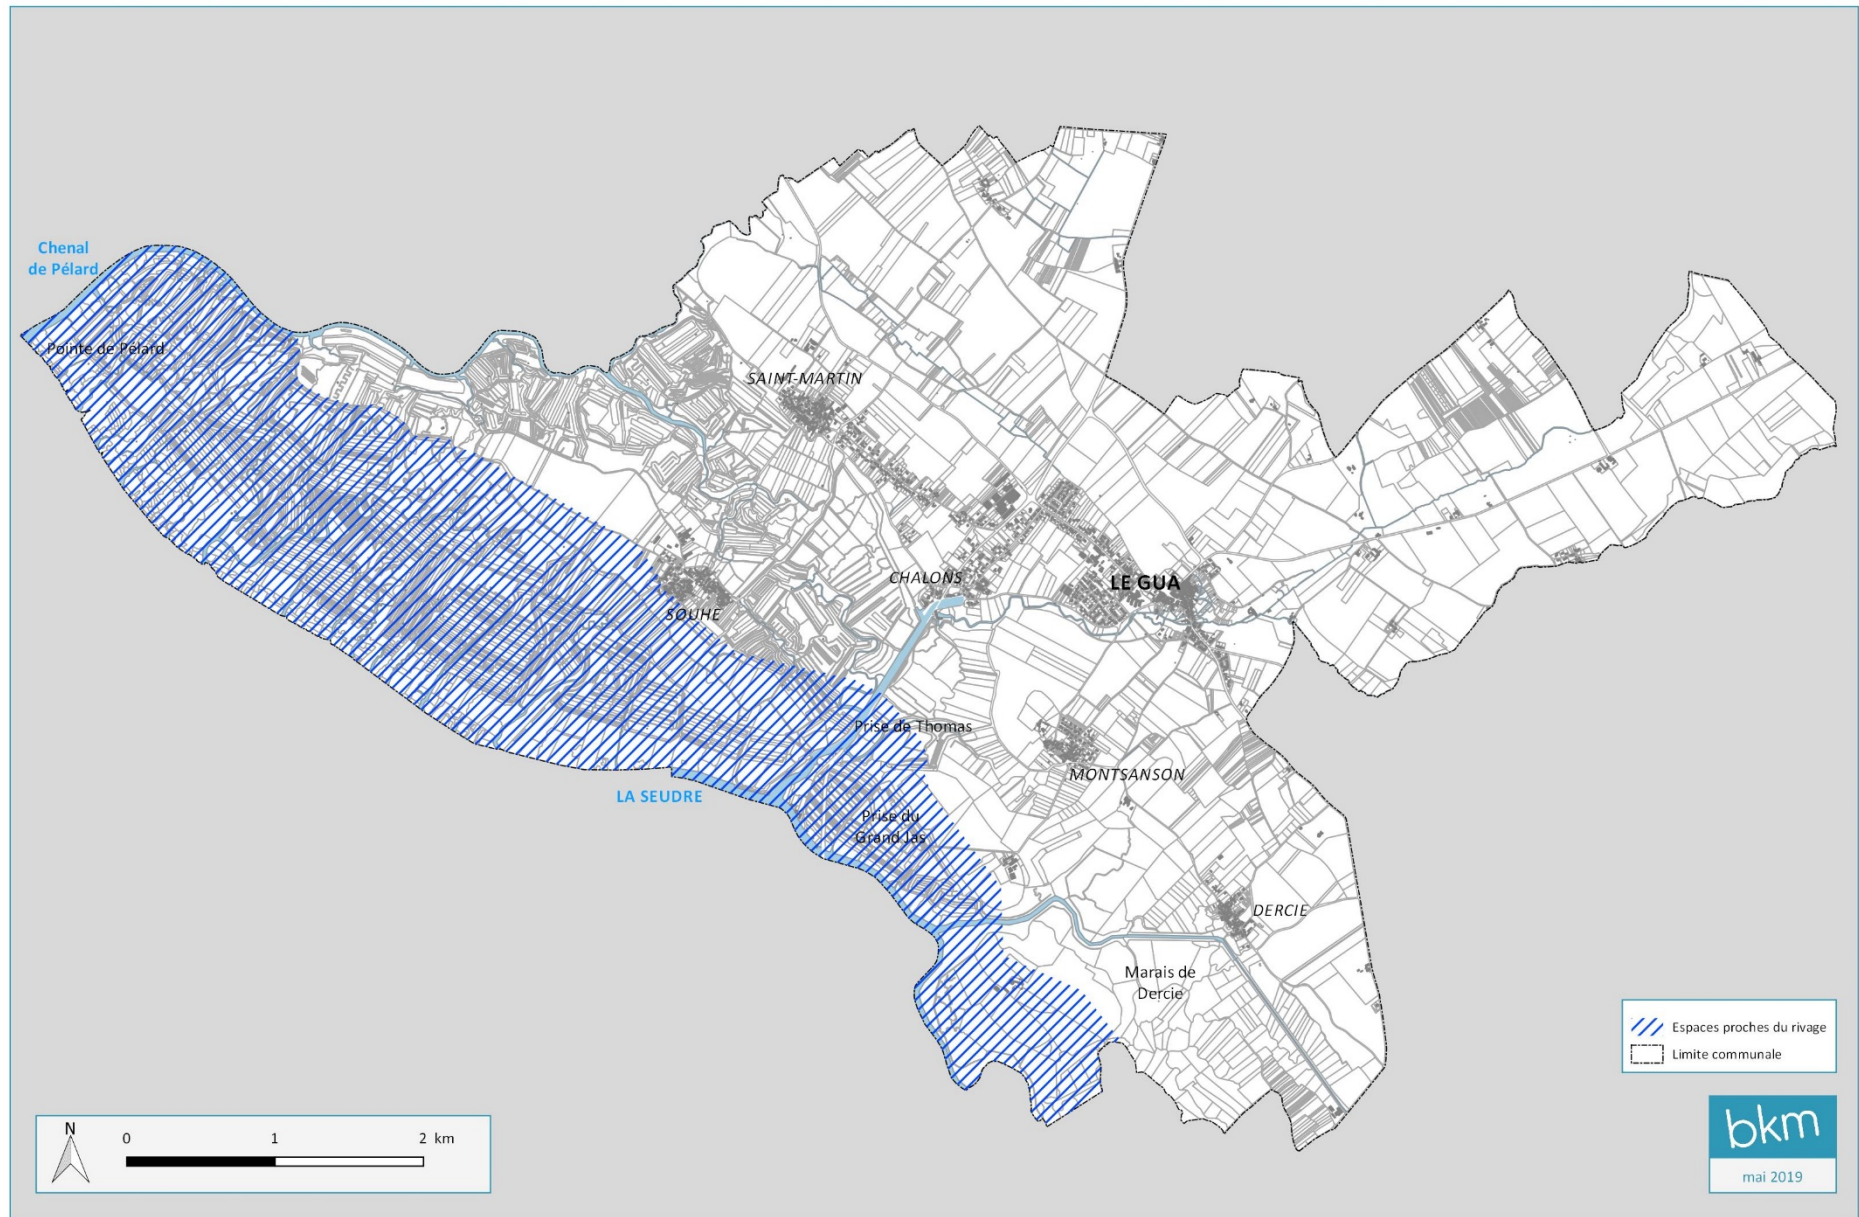 Chenal
de Pélard
Pointe de Pélard
SAINT-MARTIN
CHALONS
LE GUA
SOUHE
Prise de Thomas
MONTSANSON
LA SEUDRE
Prise du
Grand Jas
DERCIE
Marais de
Dercie
Espaces proches du rivage
Limite communale
N
0 1 2 km
bkm
mai 2019